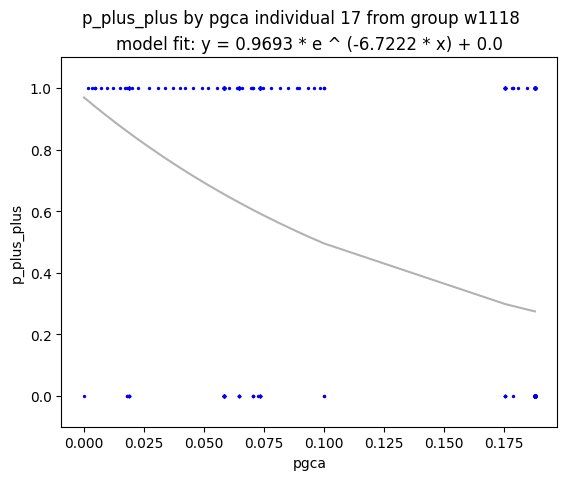 p_plus_plus by pgca individual 17 from group w1118
model fit: y = 0.9693 * e ^ (-6.7222 * x) + 0.0
1.0
0.8
0.6
0.4
0.2
0.0
p_plus_plus
0.000 0.025 0.050 0.075 0.100 0.125 0.150 0.175
pgca